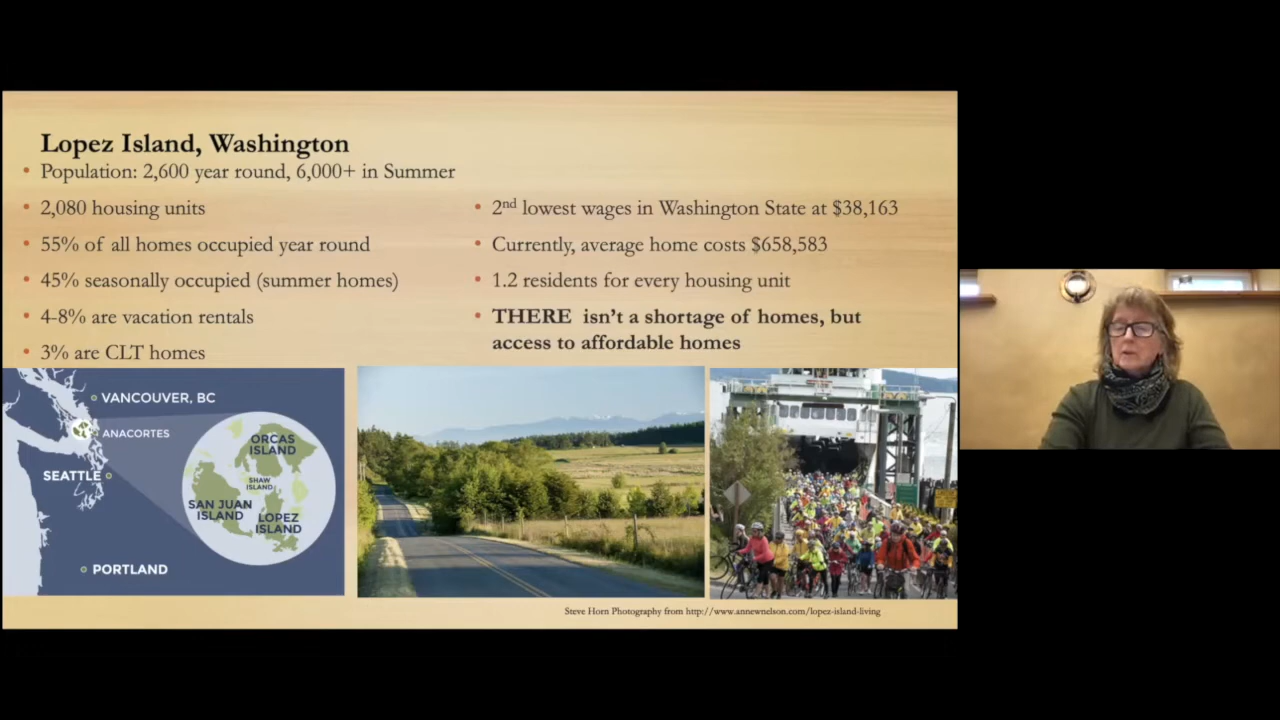 Lopez Island, Washington
• Population: 2,600 year round, 6,000+ in Summer
• 2,080 housing units
• 55% of all homes occupied year round
• 45% seasonally occupied (summer homes)
• 4-8% are vacation rentals
• 3% are CLT homes
• 2nd lowest wages in Washington State at $38,163
• Currently, average home costs $658,583
• 1.2 residents for every housing unit
• THERE isn't a shortage of homes, but
access to affordable homes
VANCOUVER, BC
ANACORTES
SEATTLE
PORTLAND
ORCAS
ISLAND
SHAW
ISLAND
SAN JUAN
ISLAND
LOPEZ
ISLAND
Steve Horn Photography from http://www.annewnelson.com/lopez-island-living